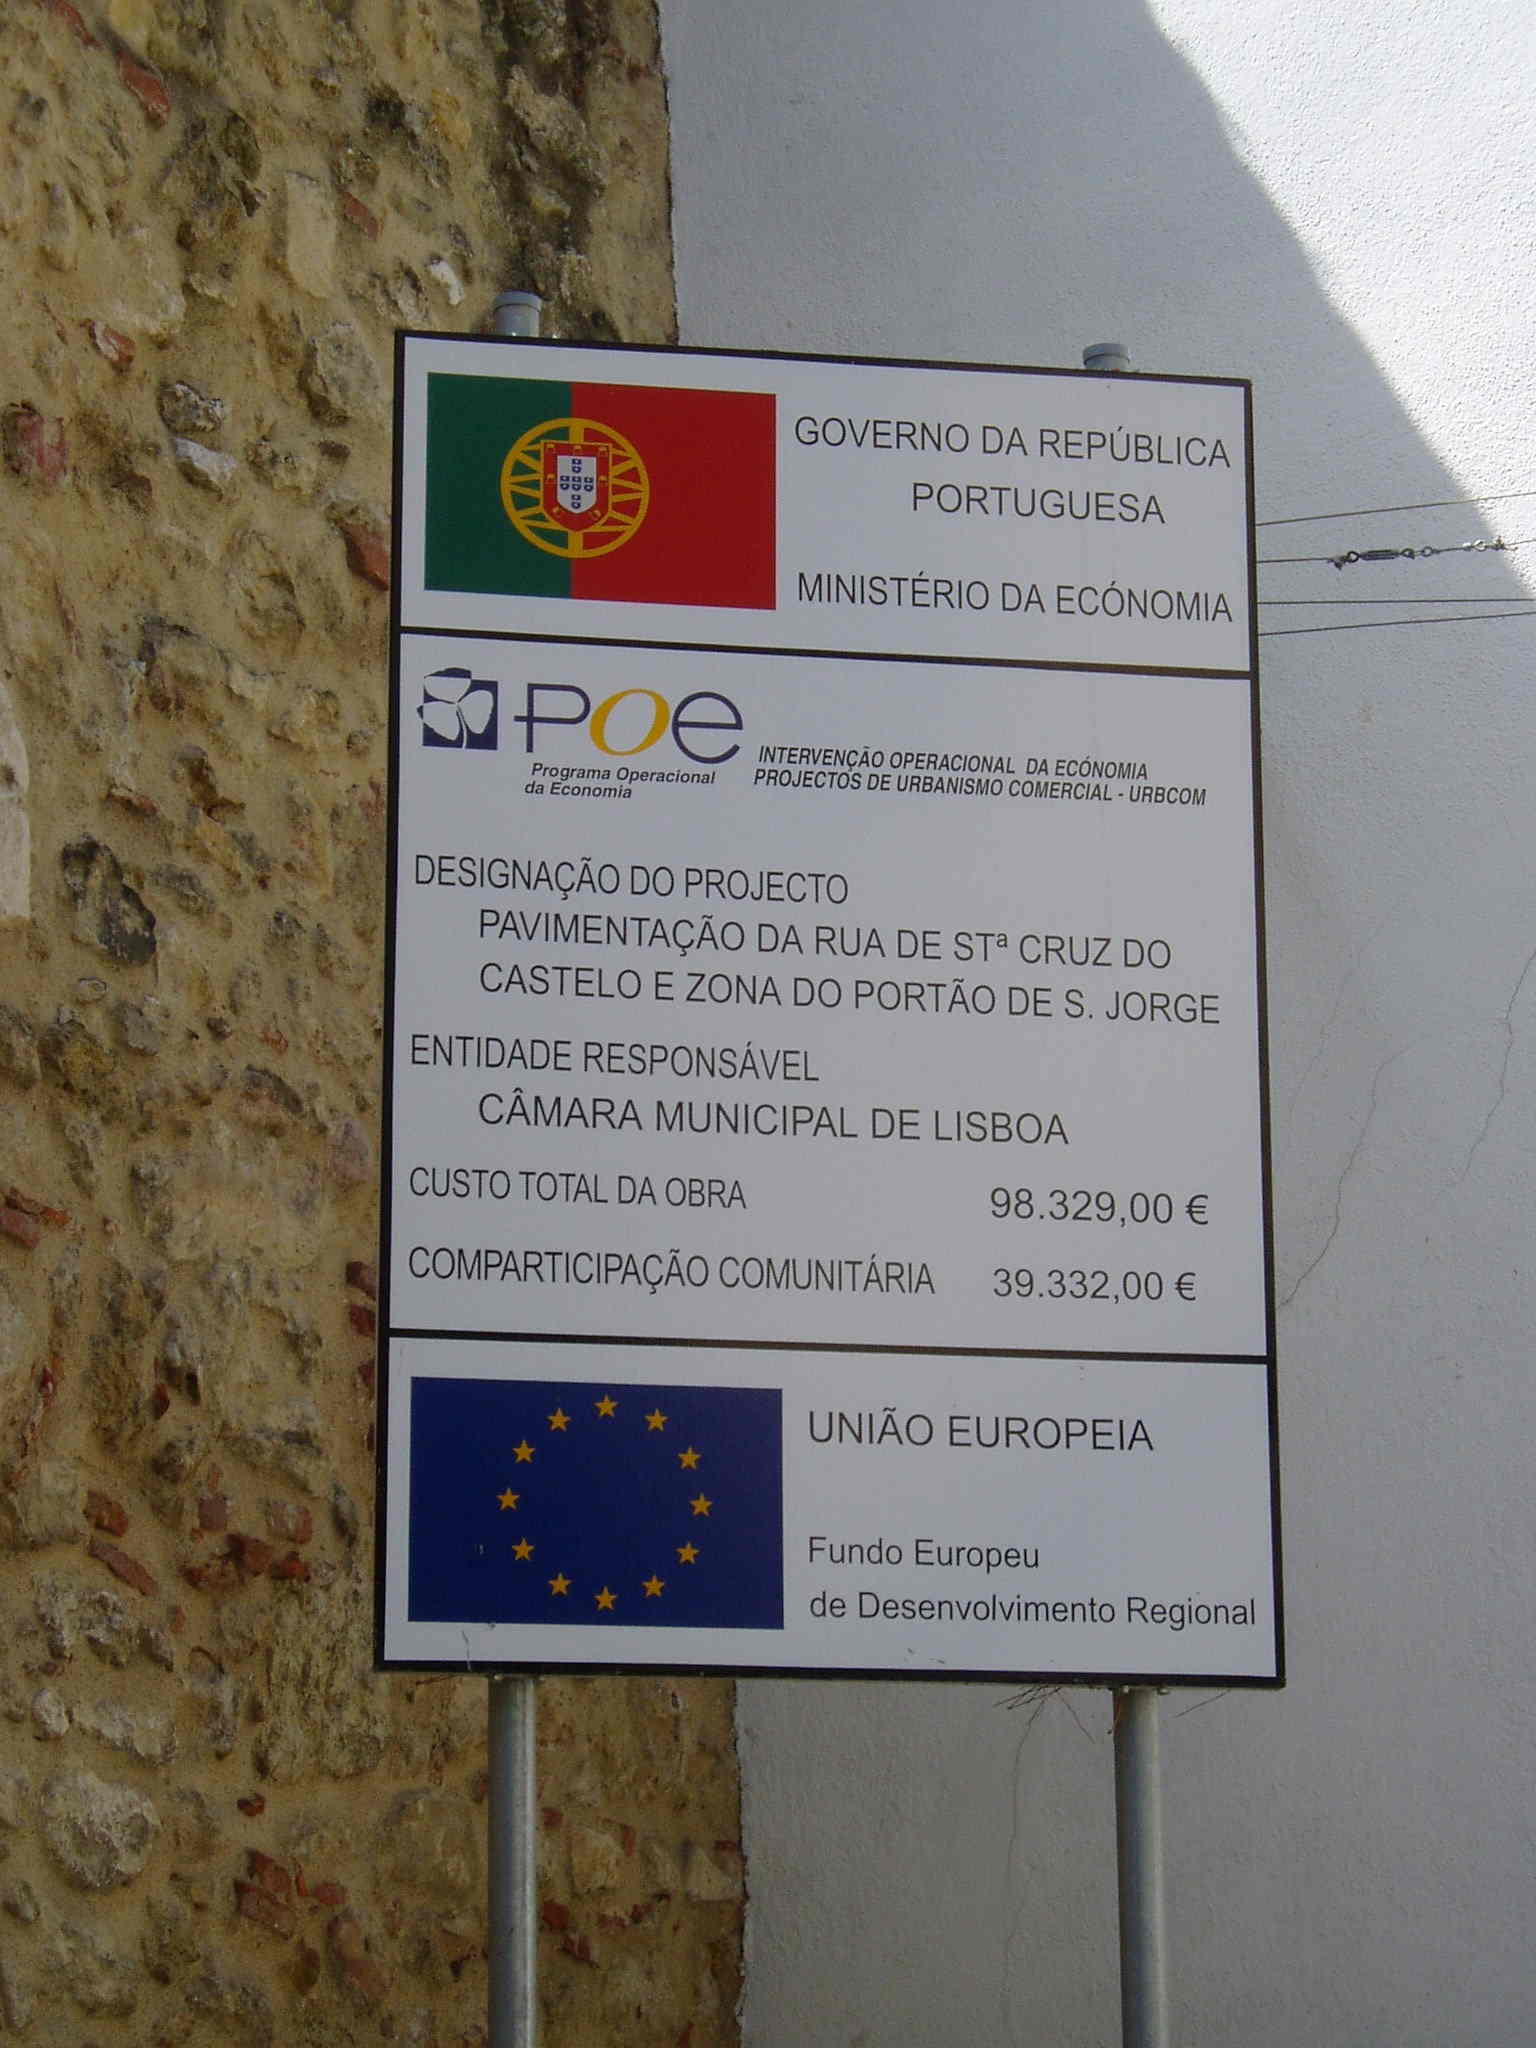 GOVERNO DA REPÚBLICA
PORTUGUESA
MINISTÉRIO DA ECÓNOMIA
POe
Programa Operacional
da Economia
INTERVENÇÃO OPERACIONAL DA ECÓNOMIA
PROJECTOS DE URBANISMO COMERCIAL - URBCOM
DESIGNAÇÃO DO PROJECTO
PAVIMENTAÇÃO DA RUA DE STª CRUZ DO
CASTELO E ZONA DO PORTÃO DE S. JORGE
ENTIDADE RESPONSÁVEL
CÂMARA MUNICIPAL DE LISBOA
CUSTO TOTAL DA OBRA 98.329,00 €
COMPARTICIPAÇÃO COMUNITÁRIA 39.332,00 €
UNIÃO EUROPEIA
Fundo Europeu
de Desenvolvimento Regional